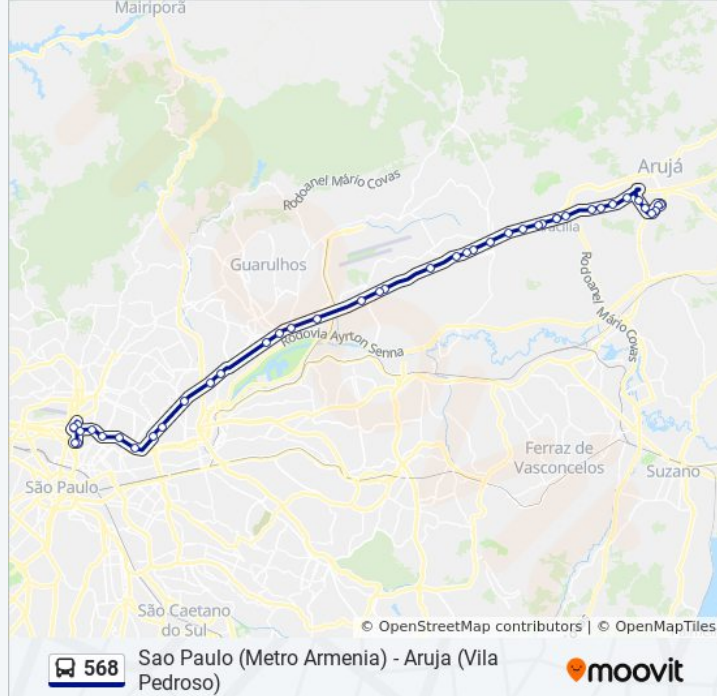 Mairiporã
Arujá
Rodoanel Mário Covas
Guarulhos
Rodoanel Mário Covas
Rodovia Ayrton Senna
Ferraz de
Vasconcelos
Suzano
São Paulo
São Caetano
do Sul
© OpenStreetMap contributors | © OpenMapTiles
568
Sao Paulo (Metro Armenia) - Aruja (Vila
Pedroso)
moovit